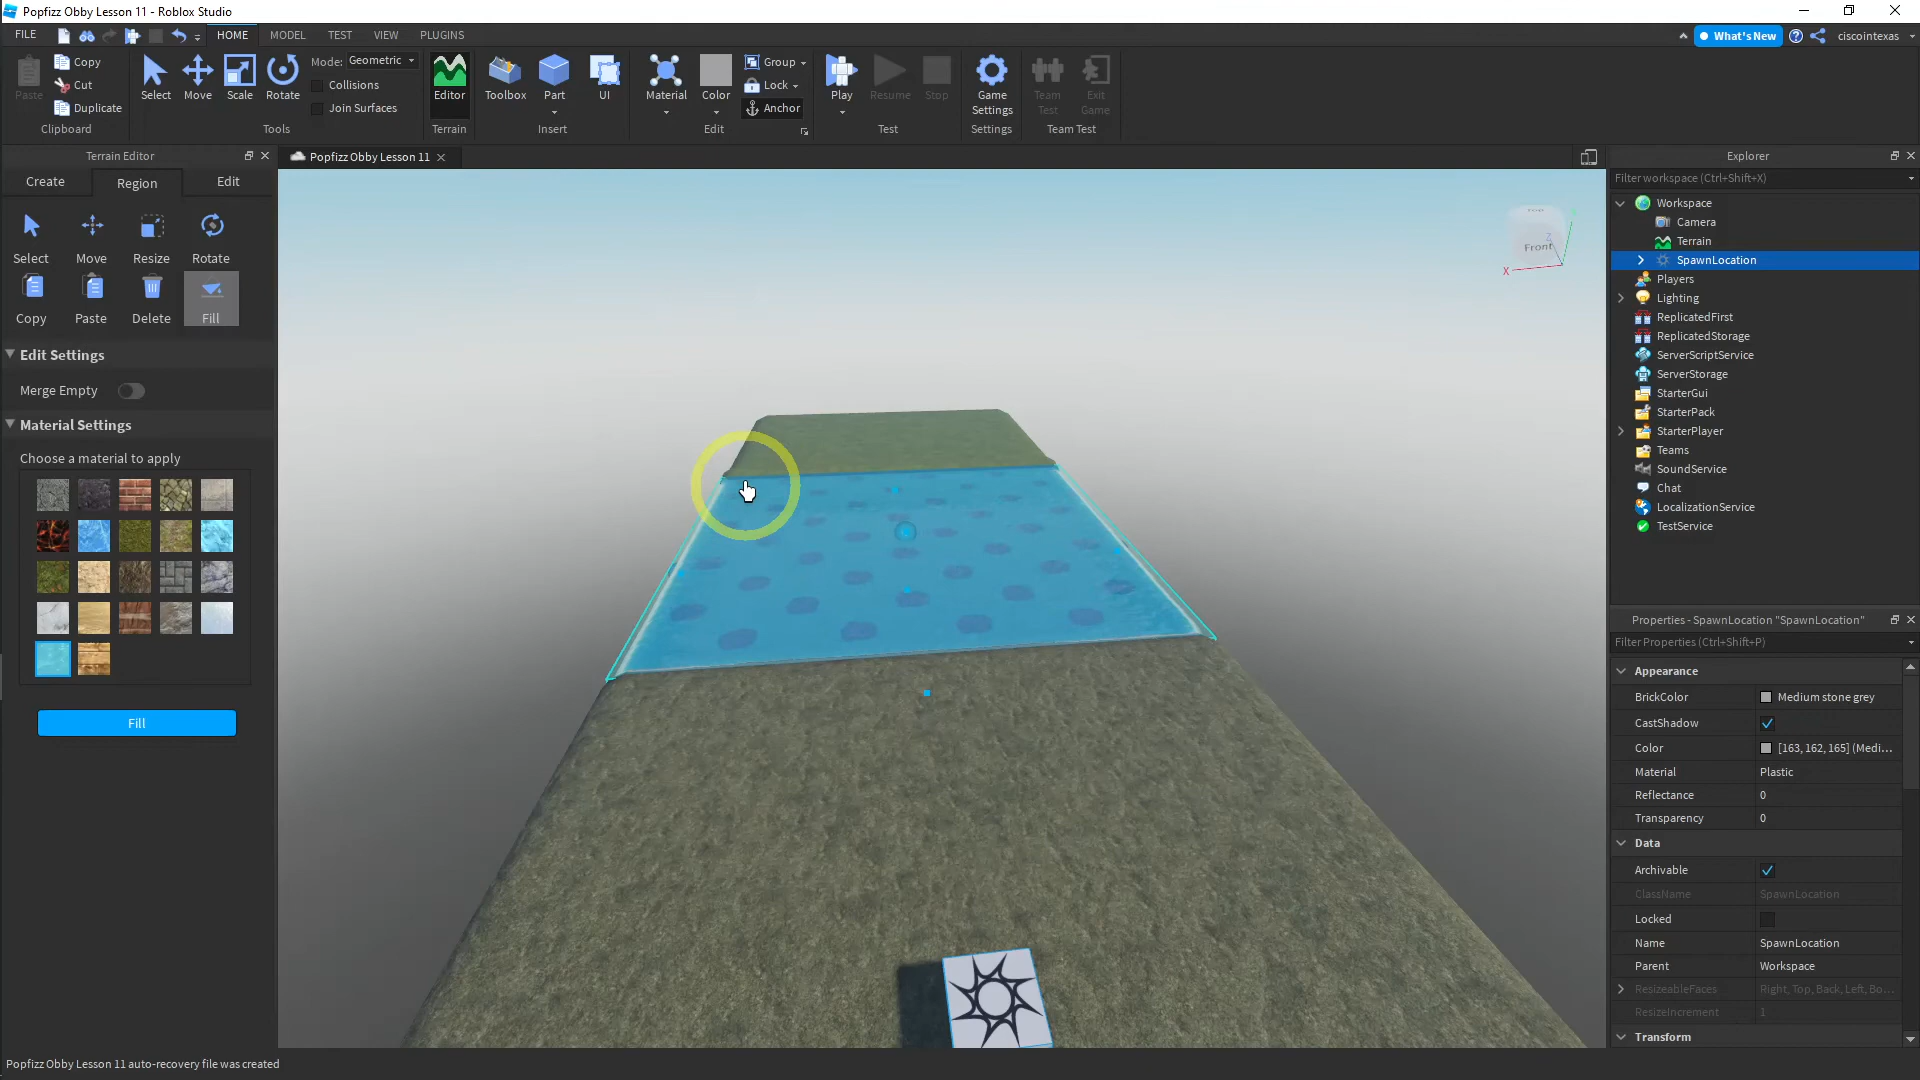 Popfizz Obby Lesson 11 - Roblox Studio
FILE HOME MODEL TEST VIEW PLUGINS What's New ciscointexas
Paste Copy Cut Duplicate Clipboard
Select Move Scale Rotate Mode: Geometric Collisions Join Surfaces Tools
Editor Terrain
Toolbox Part UI Insert
Material Color Group Lock Anchor Edit
Play Resume Stop Test
Game Settings Settings
Team Test Exit Game Team Test
Terrain Editor
Create Region Edit
Select Move Resize Rotate
Copy Paste Delete Fill
Edit Settings
Merge Empty
Material Settings
Choose a material to apply
Fill
Popfizz Obby Lesson 11
Front
X
Z
Explorer
Filter workspace (Ctrl+Shift+X)
Workspace
Camera
Terrain
SpawnLocation
Players
Lighting
ReplicatedFirst
ReplicatedStorage
ServerScriptService
ServerStorage
StarterGui
StarterPack
StarterPlayer
Teams
SoundService
Chat
LocalizationService
TestService
Properties - SpawnLocation "SpawnLocation"
Filter Properties (Ctrl+Shift+P)
Appearance
BrickColor Medium stone grey
CastShadow
Color [163, 162, 165] (Medi...
Material Plastic
Reflectance 0
Transparency 0
Data
Archivable
ClassName SpawnLocation
Locked
Name SpawnLocation
Parent Workspace
ResizeableFaces Right, Top, Back, Left, Bo...
ResizeIncrement 1
Transform
Popfizz Obby Lesson 11 auto-recovery file was created